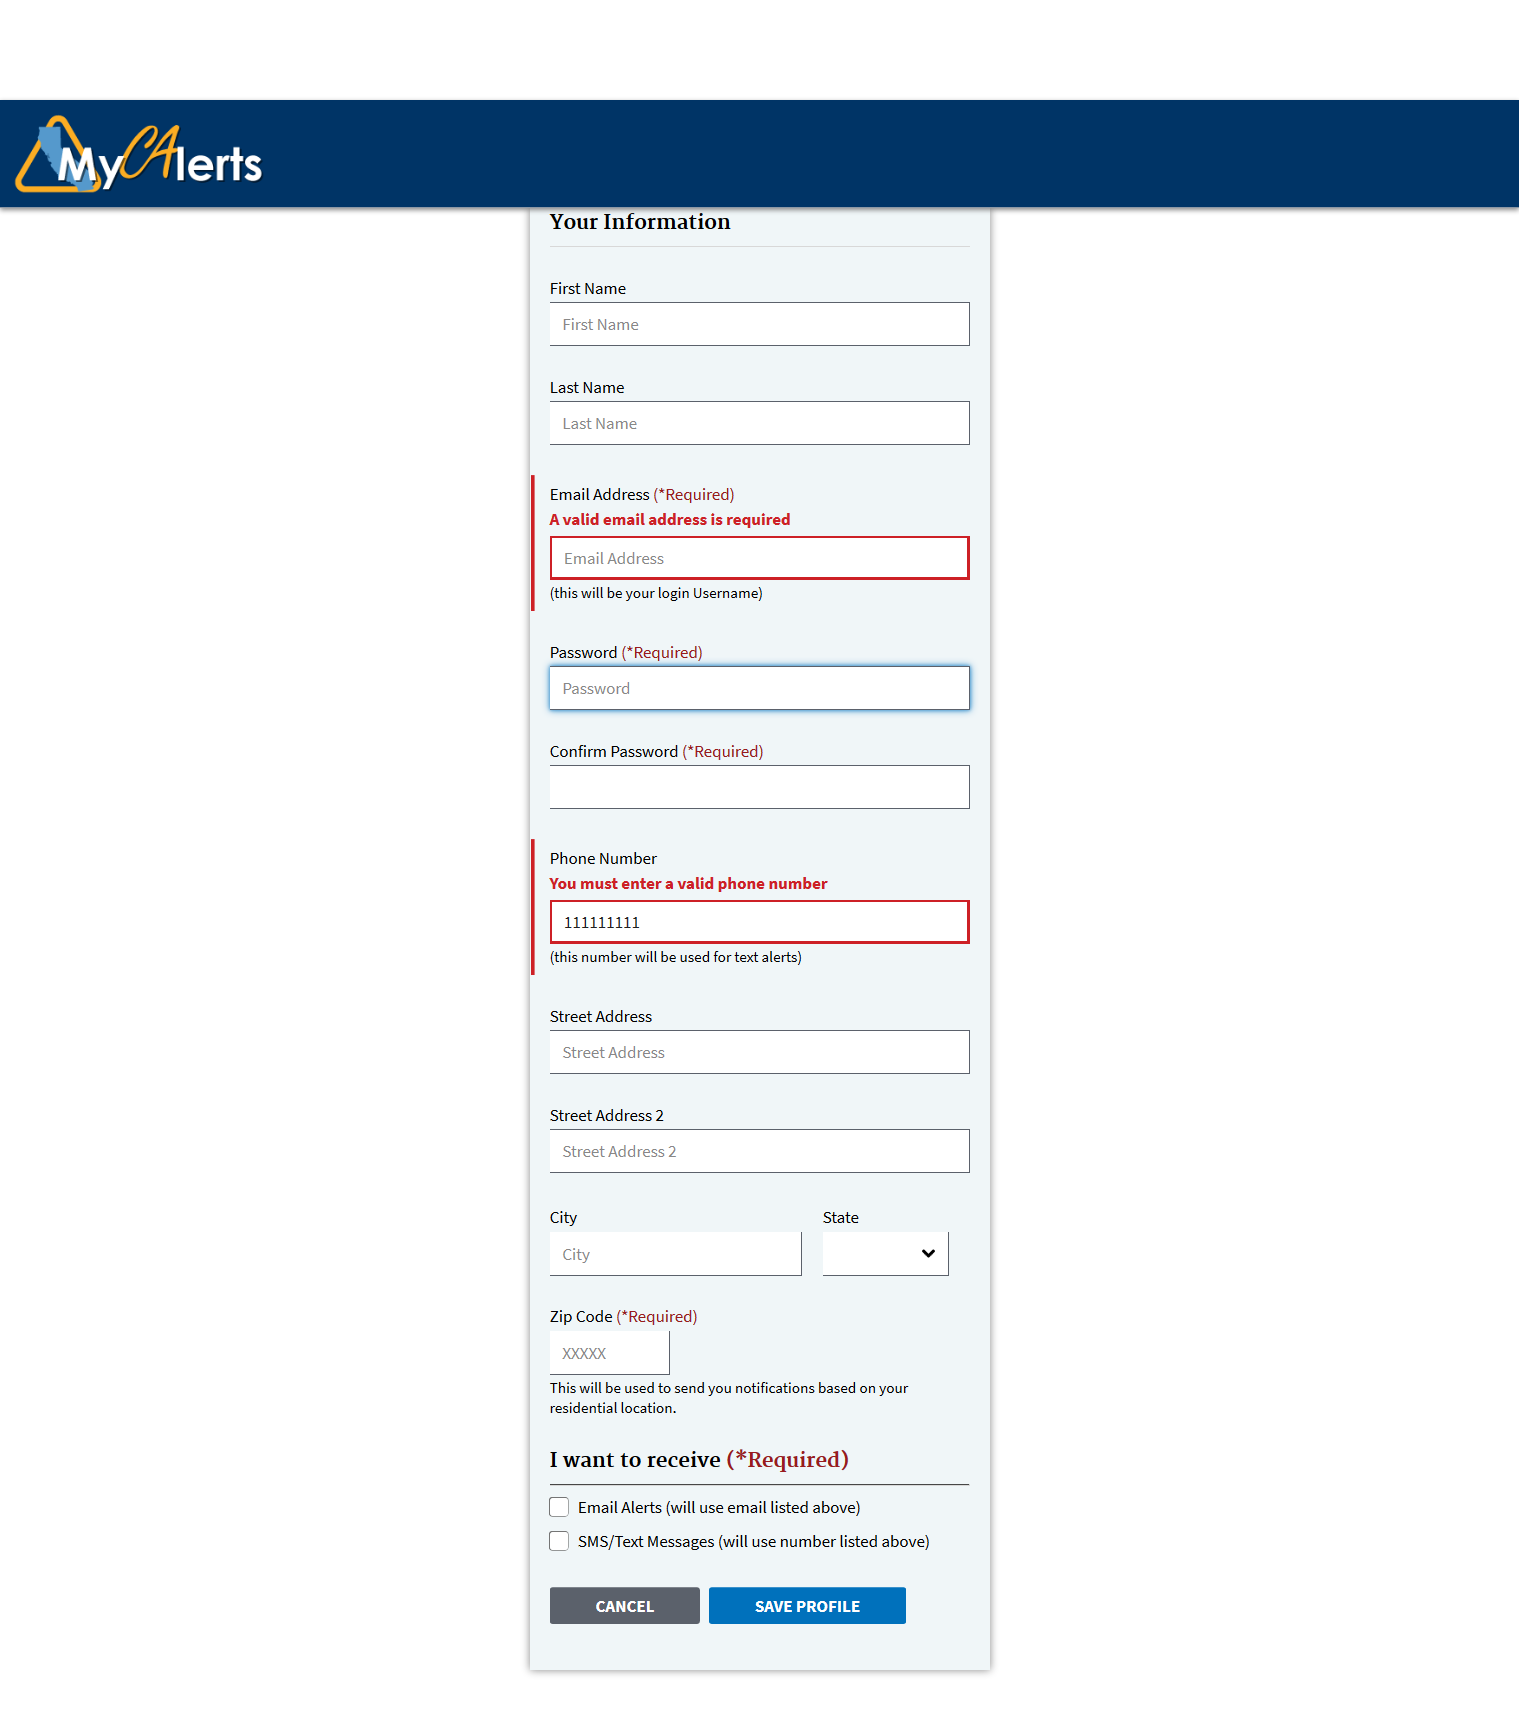 MyCAlerts
Your Information
First Name
First Name
Last Name
Last Name
Email Address (*Required)
A valid email address is required
Email Address
(this will be your login Username)
Password (*Required)
Password
Confirm Password (*Required)
Phone Number
You must enter a valid phone number
111111111
(this number will be used for text alerts)
Street Address
Street Address
Street Address 2
Street Address 2
City State
City
Zip Code (*Required)
XXXXX
This will be used to send you notifications based on your
residential location.
I want to receive (*Required)
Email Alerts (will use email listed above)
SMS/Text Messages (will use number listed above)
CANCEL SAVE PROFILE